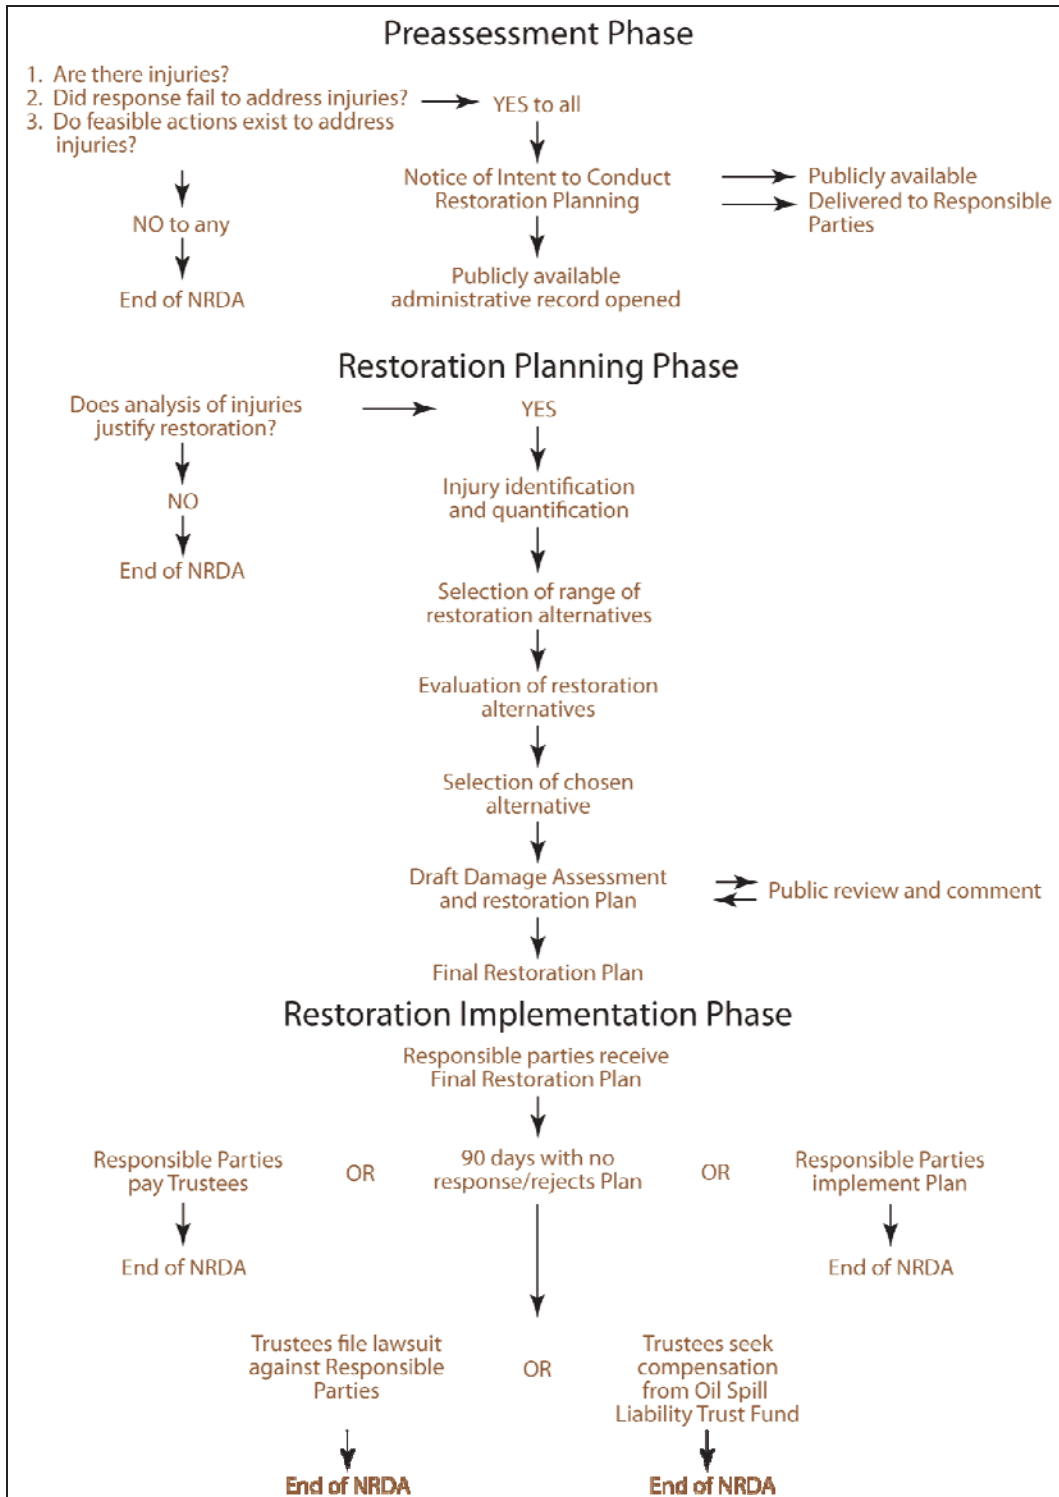 Preassessment Phase
1. Are there injuries?
2. Did response fail to address injuries?
3. Do feasible actions exist to address
injuries?
YES to all
NO to any
End of NRDA
Notice of Intent to Conduct
Restoration Planning
Publicly available
Delivered to Responsible
Parties
Publicly available
administrative record opened
Restoration Planning Phase
Does analysis of injuries
justify restoration?
YES
NO
End of NRDA
Injury identification
and quantification
Selection of range of
restoration alternatives
Evaluation of restoration
alternatives
Selection of chosen
alternative
Draft Damage Assessment
and restoration Plan
Public review and comment
Final Restoration Plan
Restoration Implementation Phase
Responsible parties receive
Final Restoration Plan
Responsible Parties
pay Trustees
OR
90 days with no
response/rejects Plan
OR
Responsible Parties
implement Plan
End of NRDA
End of NRDA
Trustees file lawsuit
against Responsible
Parties
OR
Trustees seek
compensation
from Oil Spill
Liability Trust Fund
End of NRDA
End of NRDA